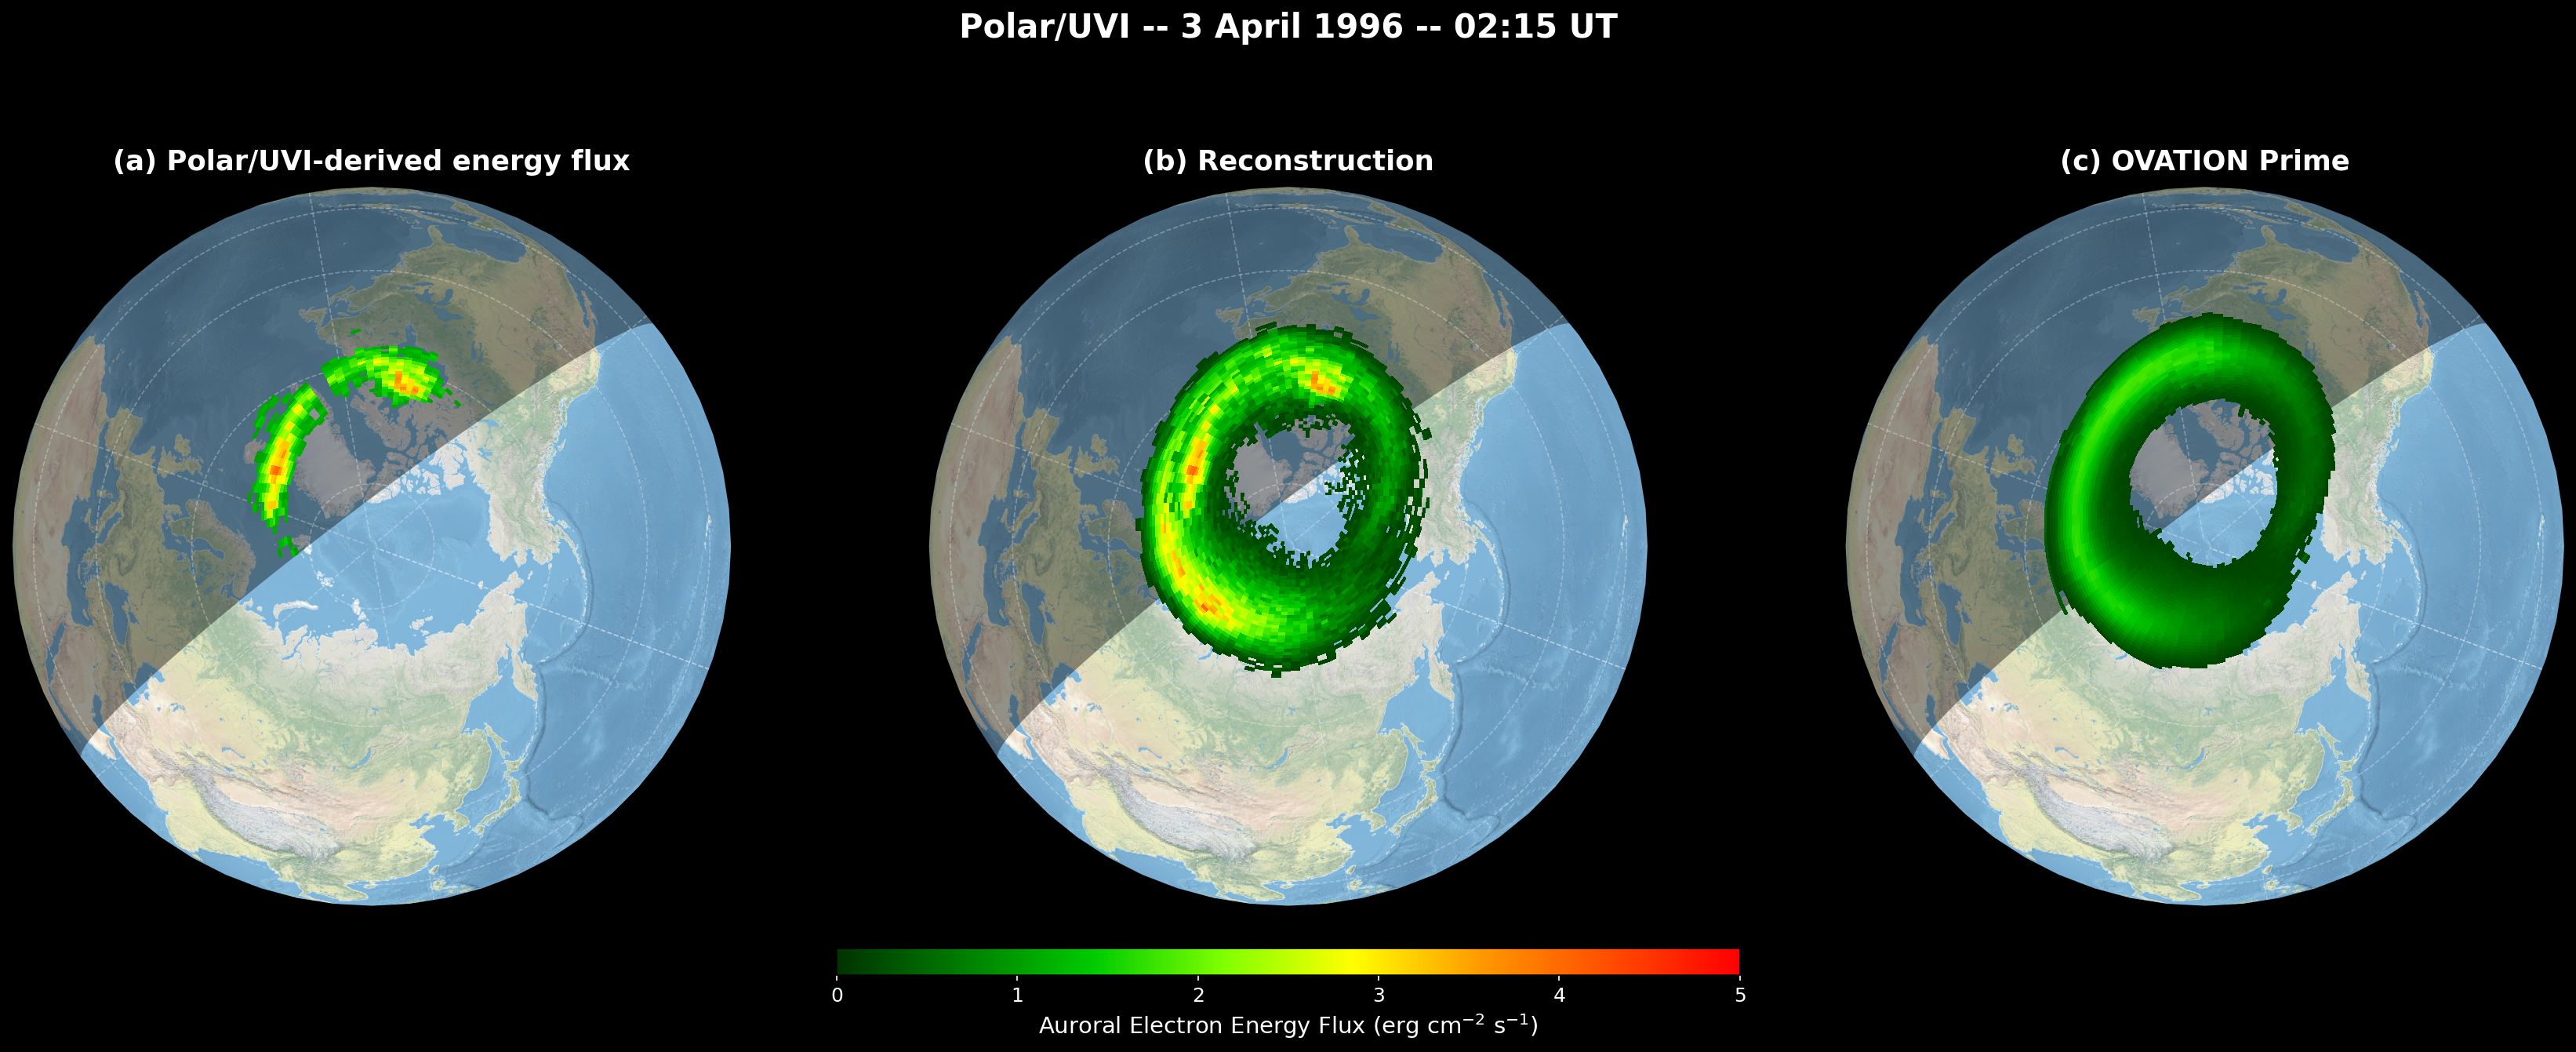 Polar/UVI -- 3 April 1996 -- 02:15 UT
(a) Polar/UVI-derived energy flux
(b) Reconstruction
(c) OVATION Prime
0 1 2 3 4 5
Auroral Electron Energy Flux (erg cm⁻² s⁻¹)